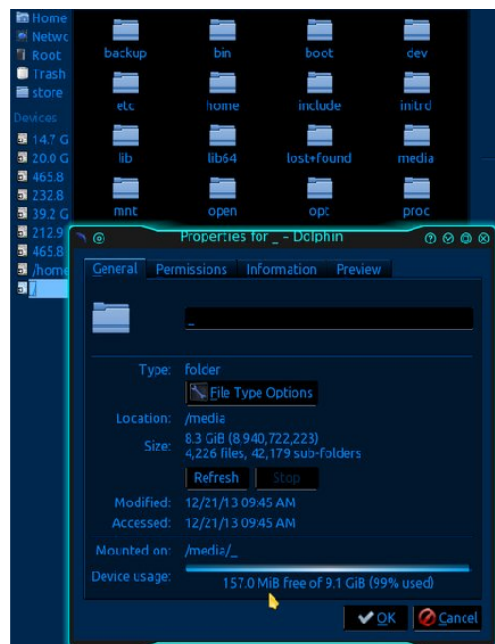 Home
Netwc
Root
Trash
store
Devices
14.7 G
20.0 G
465.8
232.8
39.2 G
212.9
465.8
/home
/
backup bin boot dev
etc home include initrd
lib lib64 lost+found media
mnt open opt proc
Properties for _ – Dolphin
General Permissions Information Preview
_
Type: folder
File Type Options
Location: /media
Size: 8.3 GiB (8,940,722,223)
4,226 files, 42,179 sub-folders
Refresh Stop
Modified: 12/21/13 09:45 AM
Accessed: 12/21/13 09:45 AM
Mounted on: /media/_
Device usage: 157.0 MiB free of 9.1 GiB (99% used)
OK Cancel